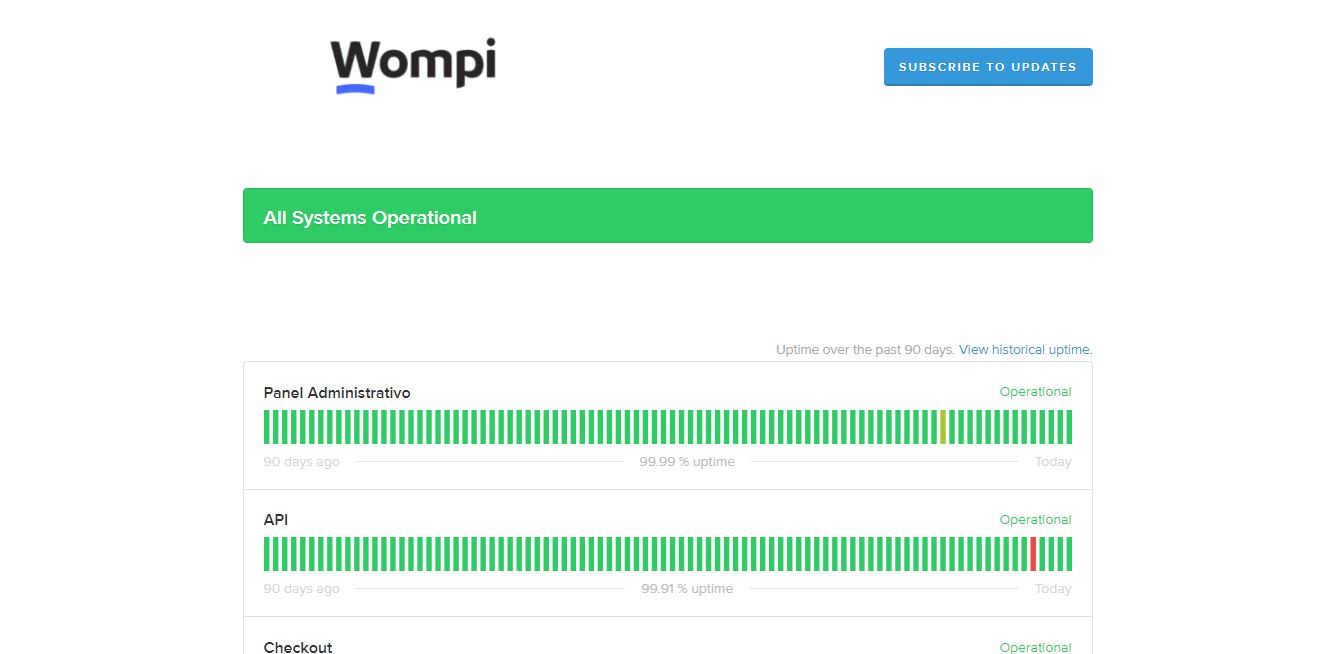 Wompi
SUBSCRIBE TO UPDATES
All Systems Operational
Uptime over the past 90 days. View historical uptime.
Panel Administrativo
Operational
90 days ago
99.99 % uptime
Today
API
Operational
90 days ago
99.91 % uptime
Today
Checkout
Operational